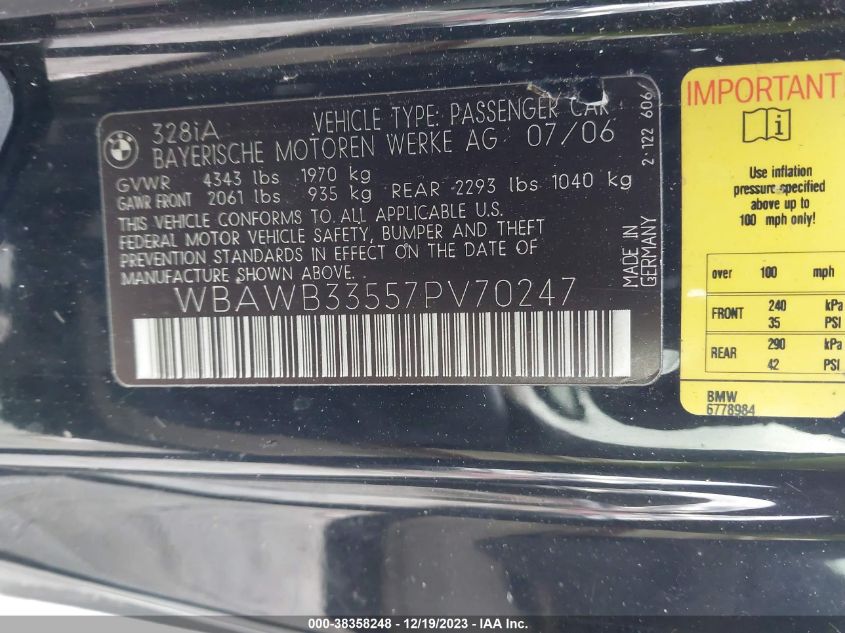 BMW
328iA VEHICLE TYPE: PASSENGER CAR
BAYERISCHE MOTOREN WERKE AG 07/06
GVWR 4343 lbs 1970 kg
GAWR FRONT 2061 lbs 935 kg REAR 2293 lbs 1040 kg
THIS VEHICLE CONFORMS TO ALL APPLICABLE U.S.
FEDERAL MOTOR VEHICLE SAFETY, BUMPER AND THEFT
PREVENTION STANDARDS IN EFFECT ON THE DATE OF
MANUFACTURE SHOWN ABOVE.
WBAWB33557PV70247
2-122 606/
MADE IN
GERMANY
IMPORTANT
i
Use inflation
pressure specified
above up to
100 mph only!
over 100 mph
FRONT 240 kPa
35 PSI
REAR 290 kPa
42 PSI
BMW
6778984
000-38358248 - 12/19/2023 - IAA Inc.